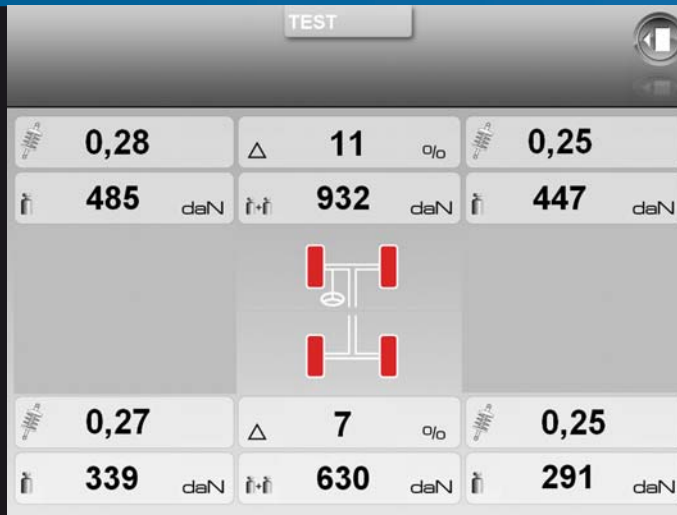 TEST
0,28 △ 11 % 0,25
485 daN 932 daN 447 daN
0,27 △ 7 % 0,25
339 daN 630 daN 291 daN